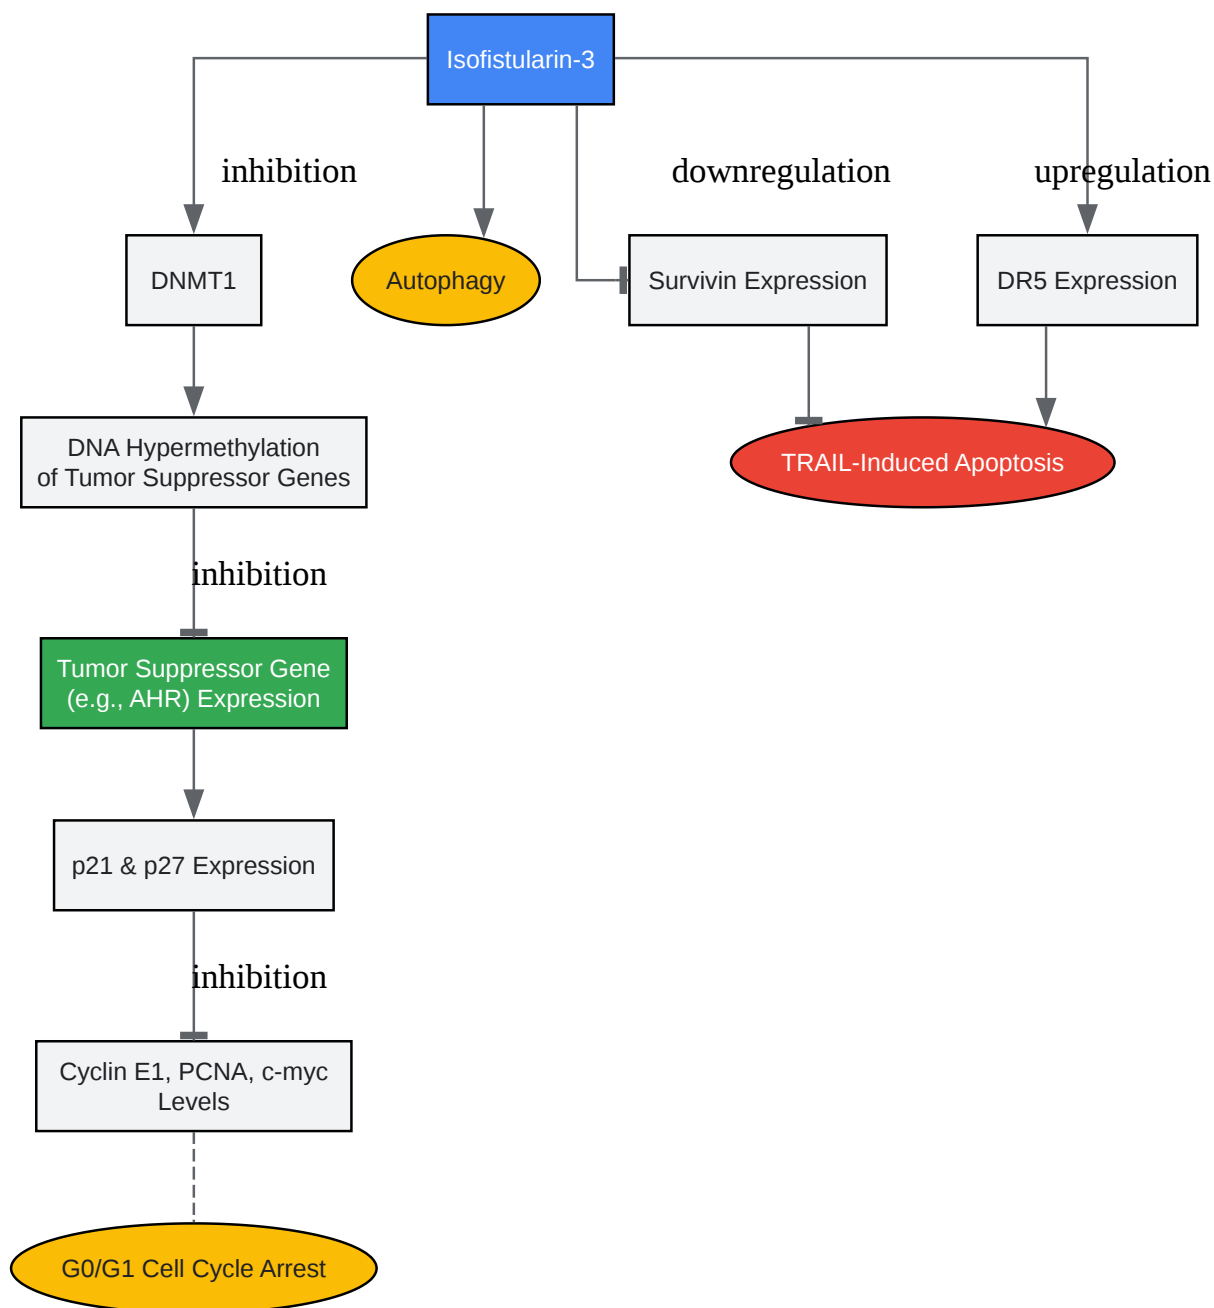 Isofistularin-3
inhibition
downregulation
upregulation
DNMT1
Autophagy
Survivin Expression
DR5 Expression
DNA Hypermethylation
of Tumor Suppressor Genes
TRAIL-Induced Apoptosis
inhibition
Tumor Suppressor Gene
(e.g., AHR) Expression
p21 & p27 Expression
inhibition
Cyclin E1, PCNA, c-myc
Levels
G0/G1 Cell Cycle Arrest